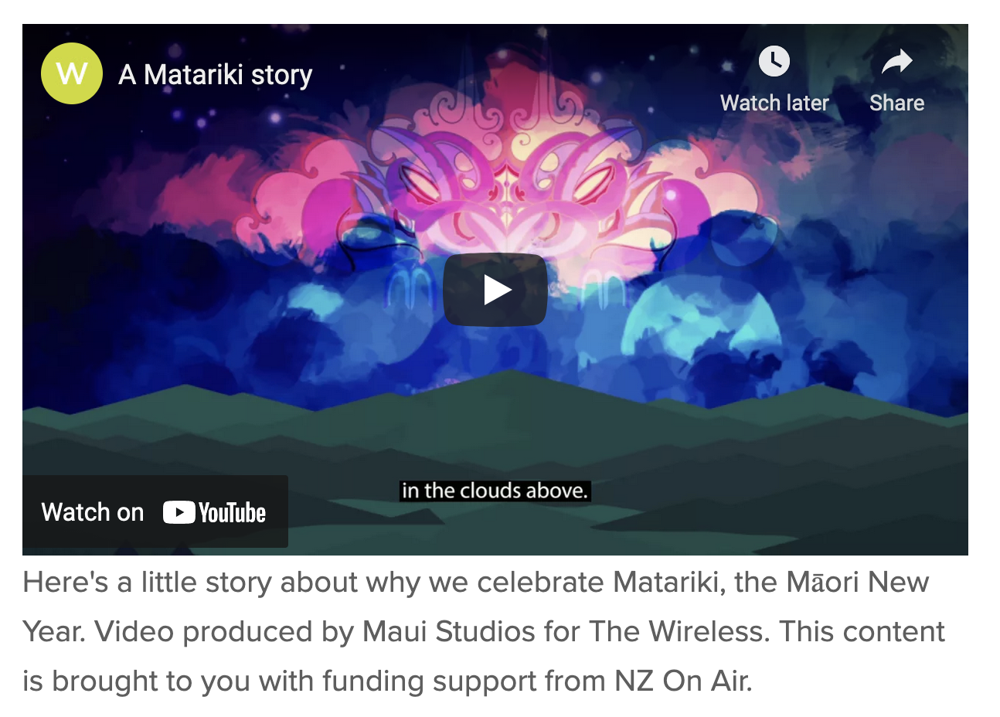 W
A Matariki story
Watch later
Share
in the clouds above.
Watch on YouTube
Here's a little story about why we celebrate Matariki, the Māori New
Year. Video produced by Maui Studios for The Wireless. This content
is brought to you with funding support from NZ On Air.